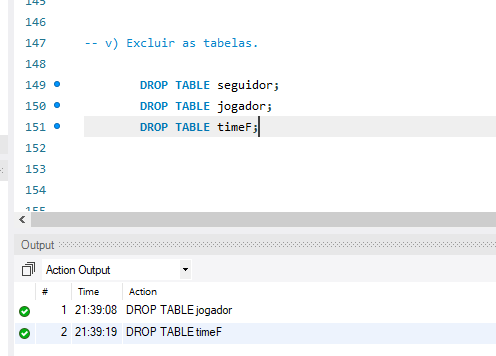 145
146
147 -- v) Excluir as tabelas.
148
149 DROP TABLE seguidor;
150 DROP TABLE jogador;
151 DROP TABLE timeF;
152
153
154
155
Output
Action Output
# Time Action
1 21:39:08 DROP TABLE jogador
2 21:39:19 DROP TABLE timeF